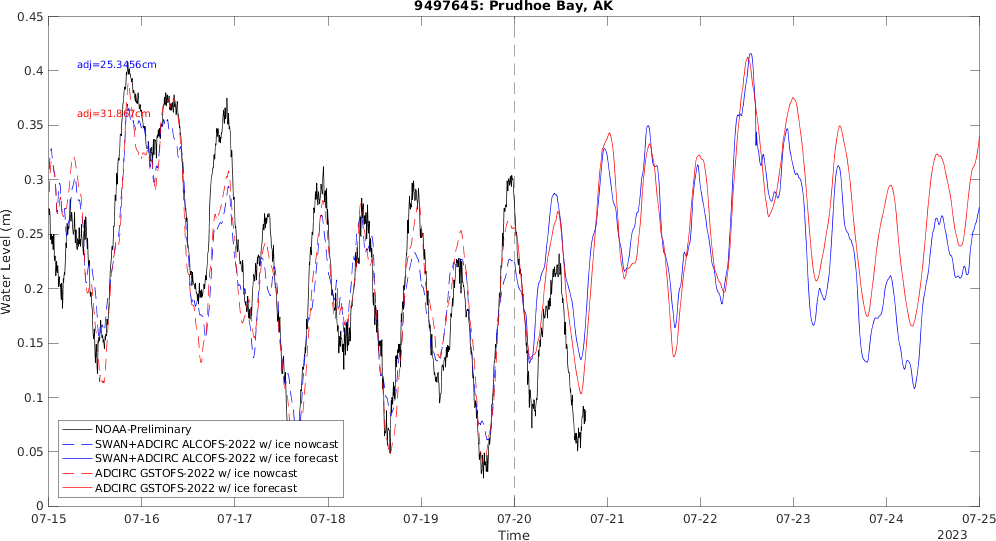 9497645: Prudhoe Bay, AK
Water Level (m)
0.45
0.4
0.35
0.3
0.25
0.2
0.15
0.1
0.05
0
adj=25.3456cm
adj=31.867cm
NOAA-Preliminary
SWAN+ADCIRC ALCOFS-2022 w/ ice nowcast
SWAN+ADCIRC ALCOFS-2022 w/ ice forecast
ADCIRC GSTOFS-2022 w/ ice nowcast
ADCIRC GSTOFS-2022 w/ ice forecast
07-15 07-16 07-17 07-18 07-19 07-20 07-21 07-22 07-23 07-24 07-25
Time
2023